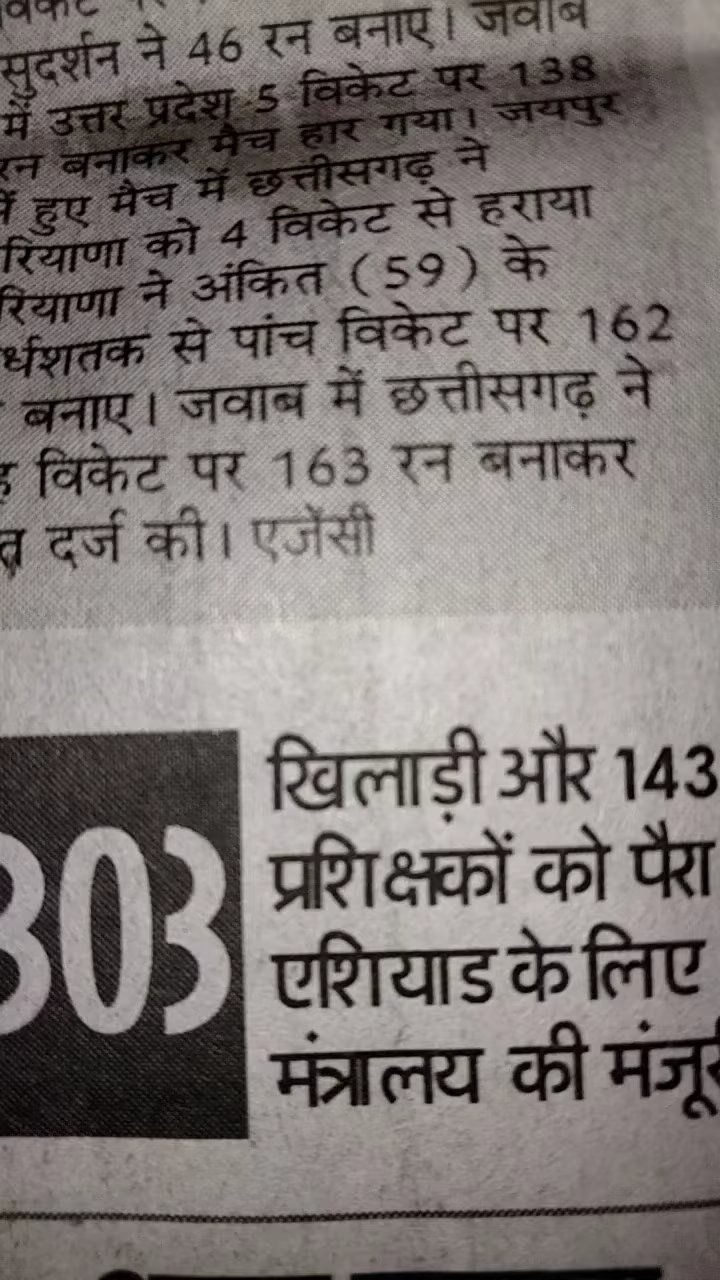 सुदर्शन ने 46 रन बनाए। जवाब
में उत्तर प्रदेश 5 विकेट पर 138
रन बनाकर मैच हार गया। जयपुर
में हुए मैच में छत्तीसगढ़ ने
रियाणा को 4 विकेट से हराया
रियाणा ने अंकित (59) के
र्धशतक से पांच विकेट पर 162
बनाए। जवाब में छत्तीसगढ़ ने
विकेट पर 163 रन बनाकर
दर्ज की। एजेंसी
303
खिलाड़ी और 143
प्रशिक्षकों को पैरा
एशियाड के लिए
मंत्रालय की मंजू